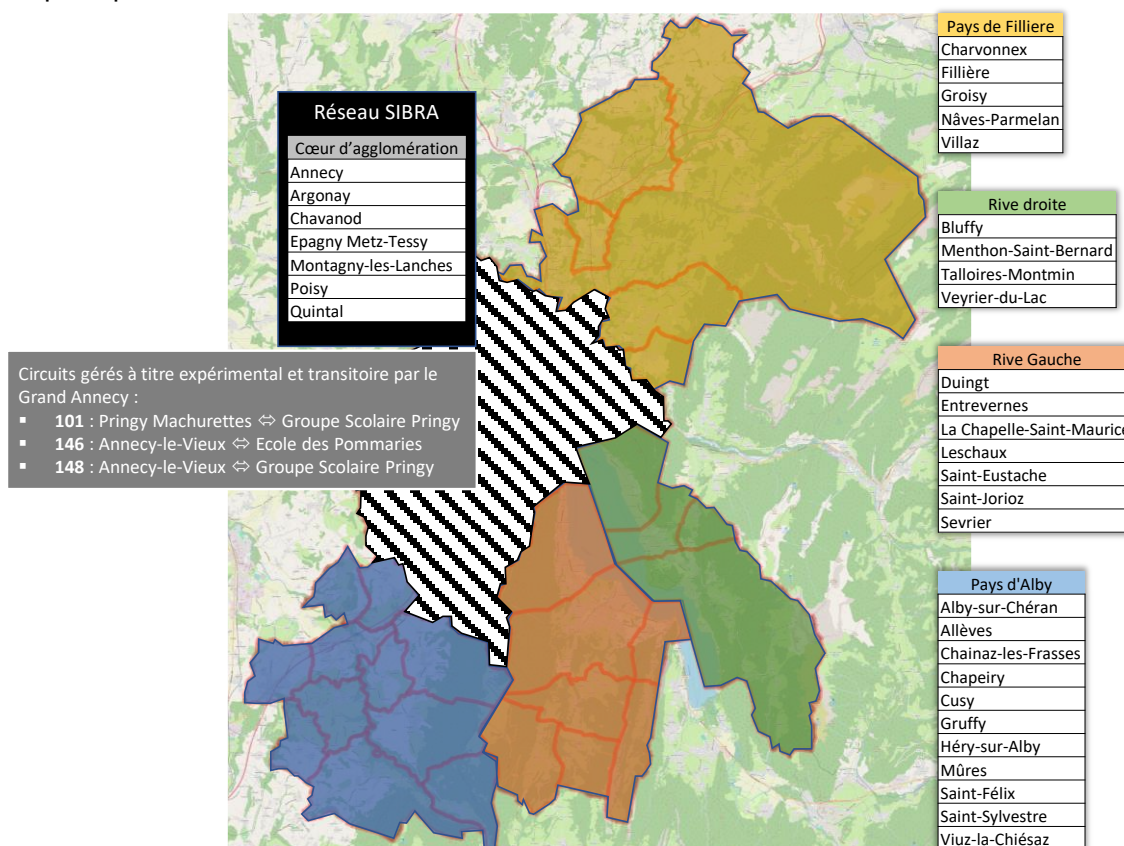 Réseau SIBRA
Cœur d'agglomération
Annecy
Argonay
Chavanod
Epagny Metz-Tessy
Montagny-les-Lanches
Poisy
Quintal
Circuits gérés à titre expérimental et transitoire par le
Grand Annecy :
▪ 101 : Pringy Machurettes ⬄ Groupe Scolaire Pringy
▪ 146 : Annecy-le-Vieux ⬄ Ecole des Pommaries
▪ 148 : Annecy-le-Vieux ⬄ Groupe Scolaire Pringy
Pays de Filliere
Charvonnex
Fillière
Groisy
Nâves-Parmelan
Villaz
Rive droite
Bluffy
Menthon-Saint-Bernard
Talloires-Montmin
Veyrier-du-Lac
Rive Gauche
Duingt
Entrevernes
La Chapelle-Saint-Maurice
Leschaux
Saint-Eustache
Saint-Jorioz
Sevrier
Pays d'Alby
Alby-sur-Chéran
Allèves
Chainaz-les-Frasses
Chapeiry
Cusy
Gruffy
Héry-sur-Alby
Mûres
Saint-Félix
Saint-Sylvestre
Viuz-la-Chiésaz